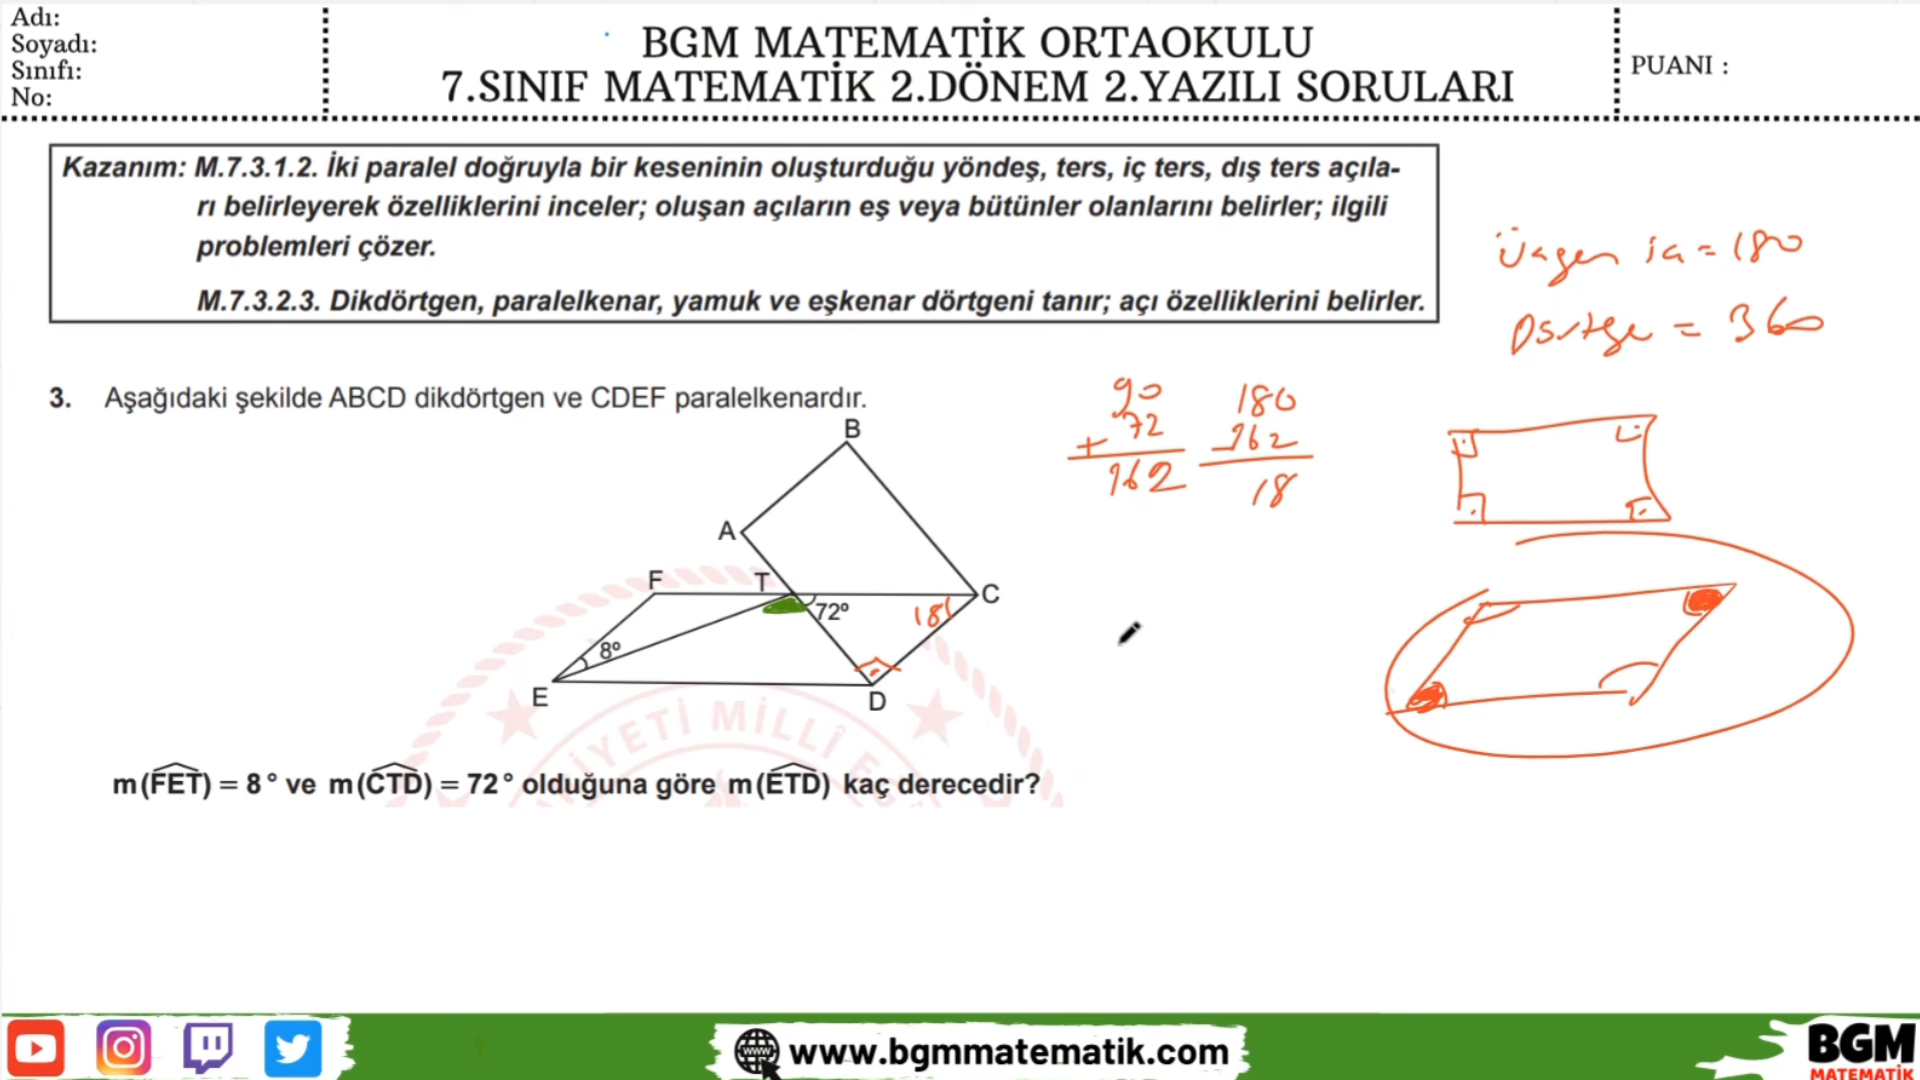 Adı:
Soyadı:
Sınıfı:
No:
BGM MATEMATİK ORTAOKULU
7.SINIF MATEMATİK 2.DÖNEM 2.YAZILI SORULARI
PUANI :
Kazanım: M.7.3.1.2. İki paralel doğruyla bir keseninin oluşturduğu yöndeş, ters, iç ters, dış ters açıla-
rı belirleyerek özelliklerini inceler; oluşan açıların eş veya bütünler olanlarını belirler; ilgili
problemleri çözer.
M.7.3.2.3. Dikdörtgen, paralelkenar, yamuk ve eşkenar dörtgeni tanır; açı özelliklerini belirler.
ia = 180
= 360
3. Aşağıdaki şekilde ABCD dikdörtgen ve CDEF paralelkenardır.
90
+ 72
162
180
162
18
B
A
F
T
C
72°
18
8°
E
D
m(FET) = 8° ve m(CTD) = 72° olduğuna göre m(ETD) kaç derecedir?
www.bgmmatematik.com
BGM
MATEMATİK